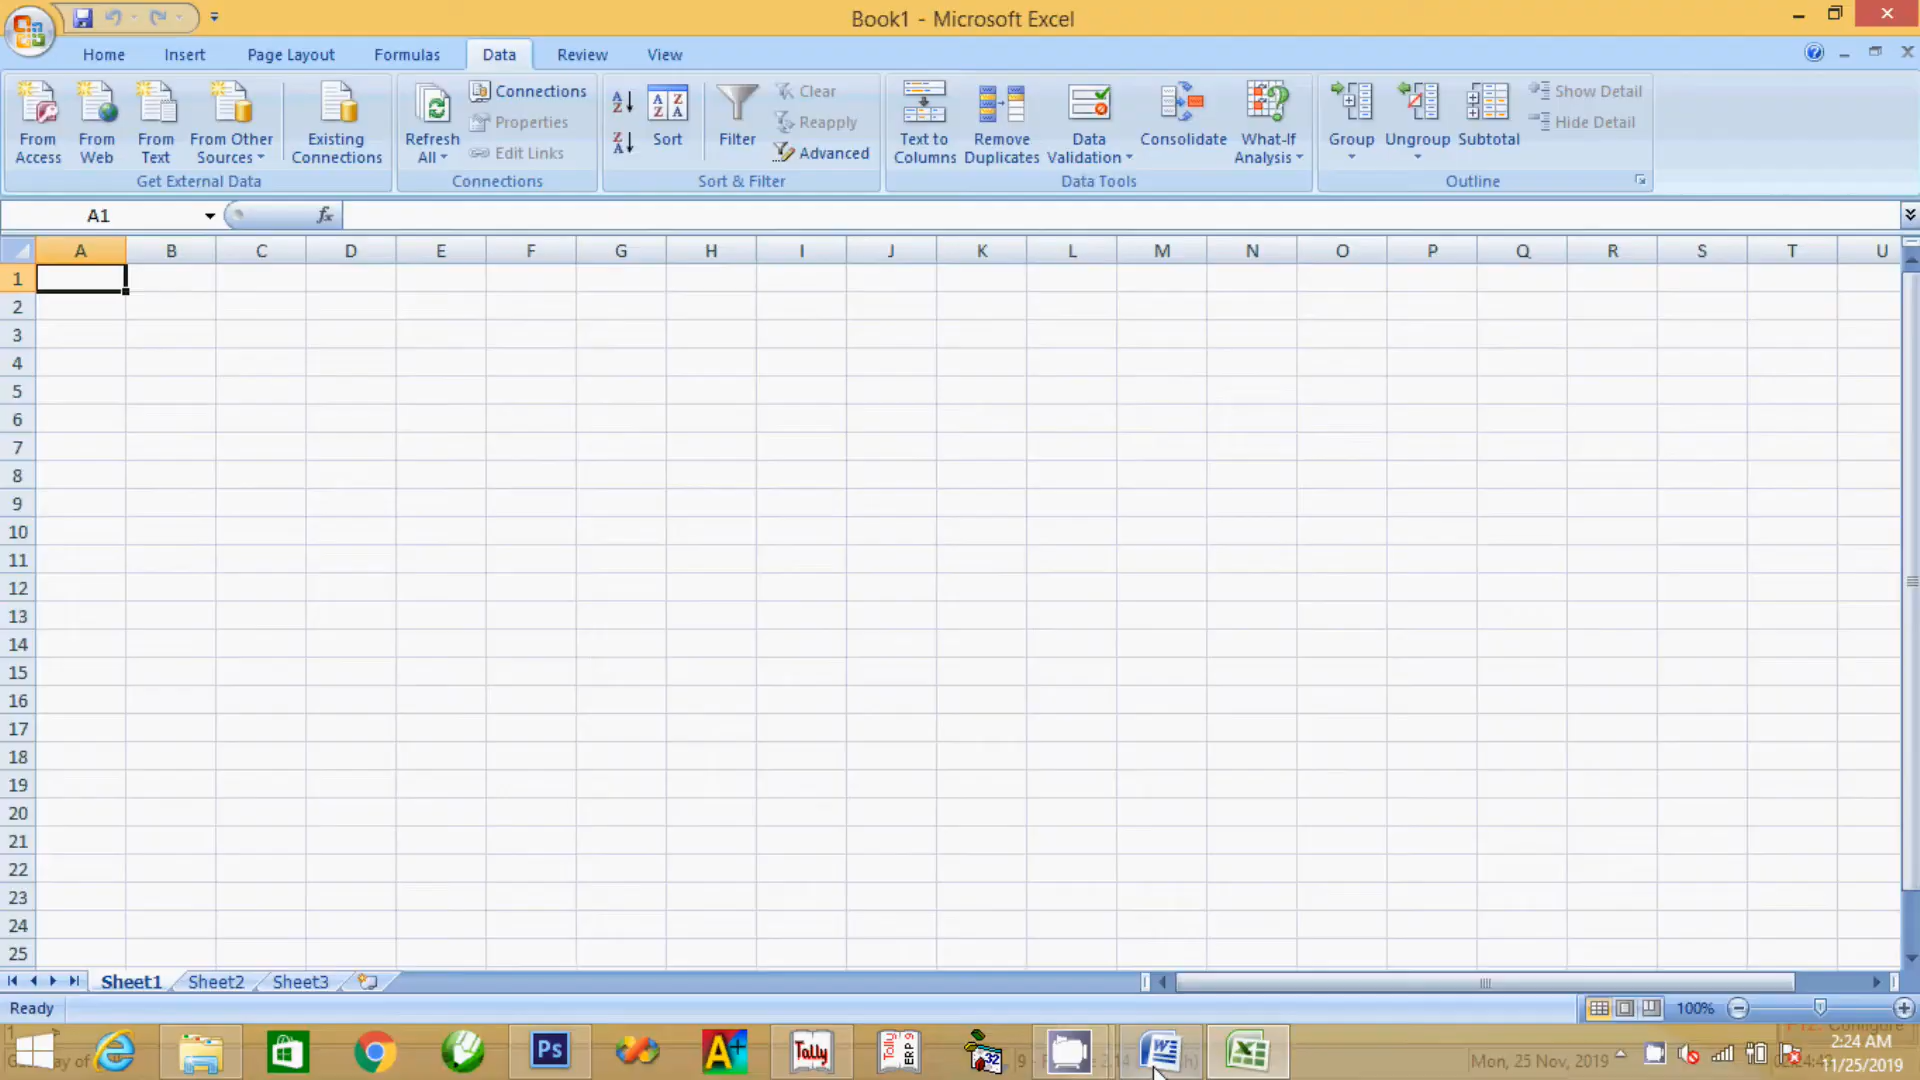 Book1 - Microsoft Excel
Home Insert Page Layout Formulas Data Review View
From Access
From Web
From Text
From Other Sources
Existing Connections
Get External Data
Refresh All
Connections
Properties
Edit Links
Connections
Sort
Filter
Clear
Reapply
Advanced
Sort & Filter
Text to Columns
Remove Duplicates
Data Validation
Consolidate
What-If Analysis
Data Tools
Group
Ungroup
Subtotal
Show Detail
Hide Detail
Outline
A1 fx
A B C D E F G H I J K L M N O P Q R S T U
1
2
3
4
5
6
7
8
9
10
11
12
13
14
15
16
17
18
19
20
21
22
23
24
25
Sheet1 Sheet2 Sheet3
Ready 100%
Ps A+ Tally Tally ERP 9 32
Mon, 25 Nov, 2019
2:24 AM
11/25/2019